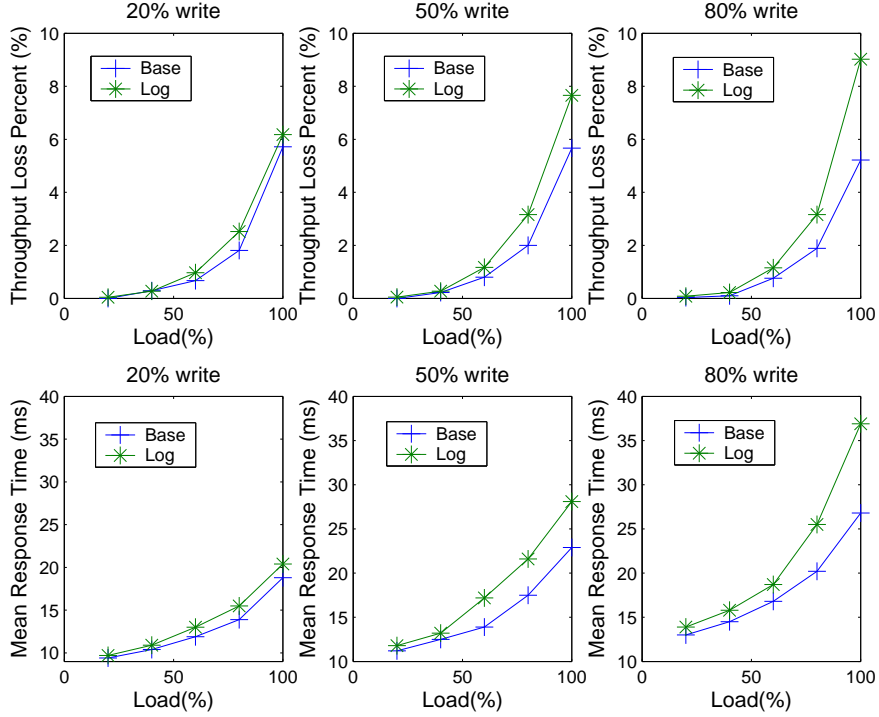 20% write
Throughput Loss Percent (%)
10
8
6
4
2
0
0
50
100
Load(%)
Base
Log
50% write
Throughput Loss Percent (%)
10
8
6
4
2
0
0
50
100
Load(%)
Base
Log
80% write
Throughput Loss Percent (%)
10
8
6
4
2
0
0
50
100
Load(%)
Base
Log
20% write
Mean Response Time (ms)
40
35
30
25
20
15
10
0
50
100
Load(%)
Base
Log
50% write
Mean Response Time (ms)
40
35
30
25
20
15
10
0
50
100
Load(%)
Base
Log
80% write
Mean Response Time (ms)
40
35
30
25
20
15
10
0
50
100
Load(%)
Base
Log